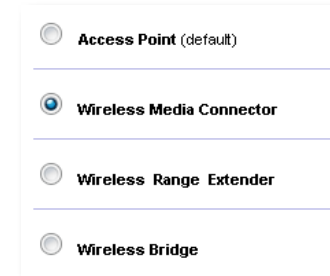 Access Point (default)
Wireless Media Connector
Wireless Range Extender
Wireless Bridge